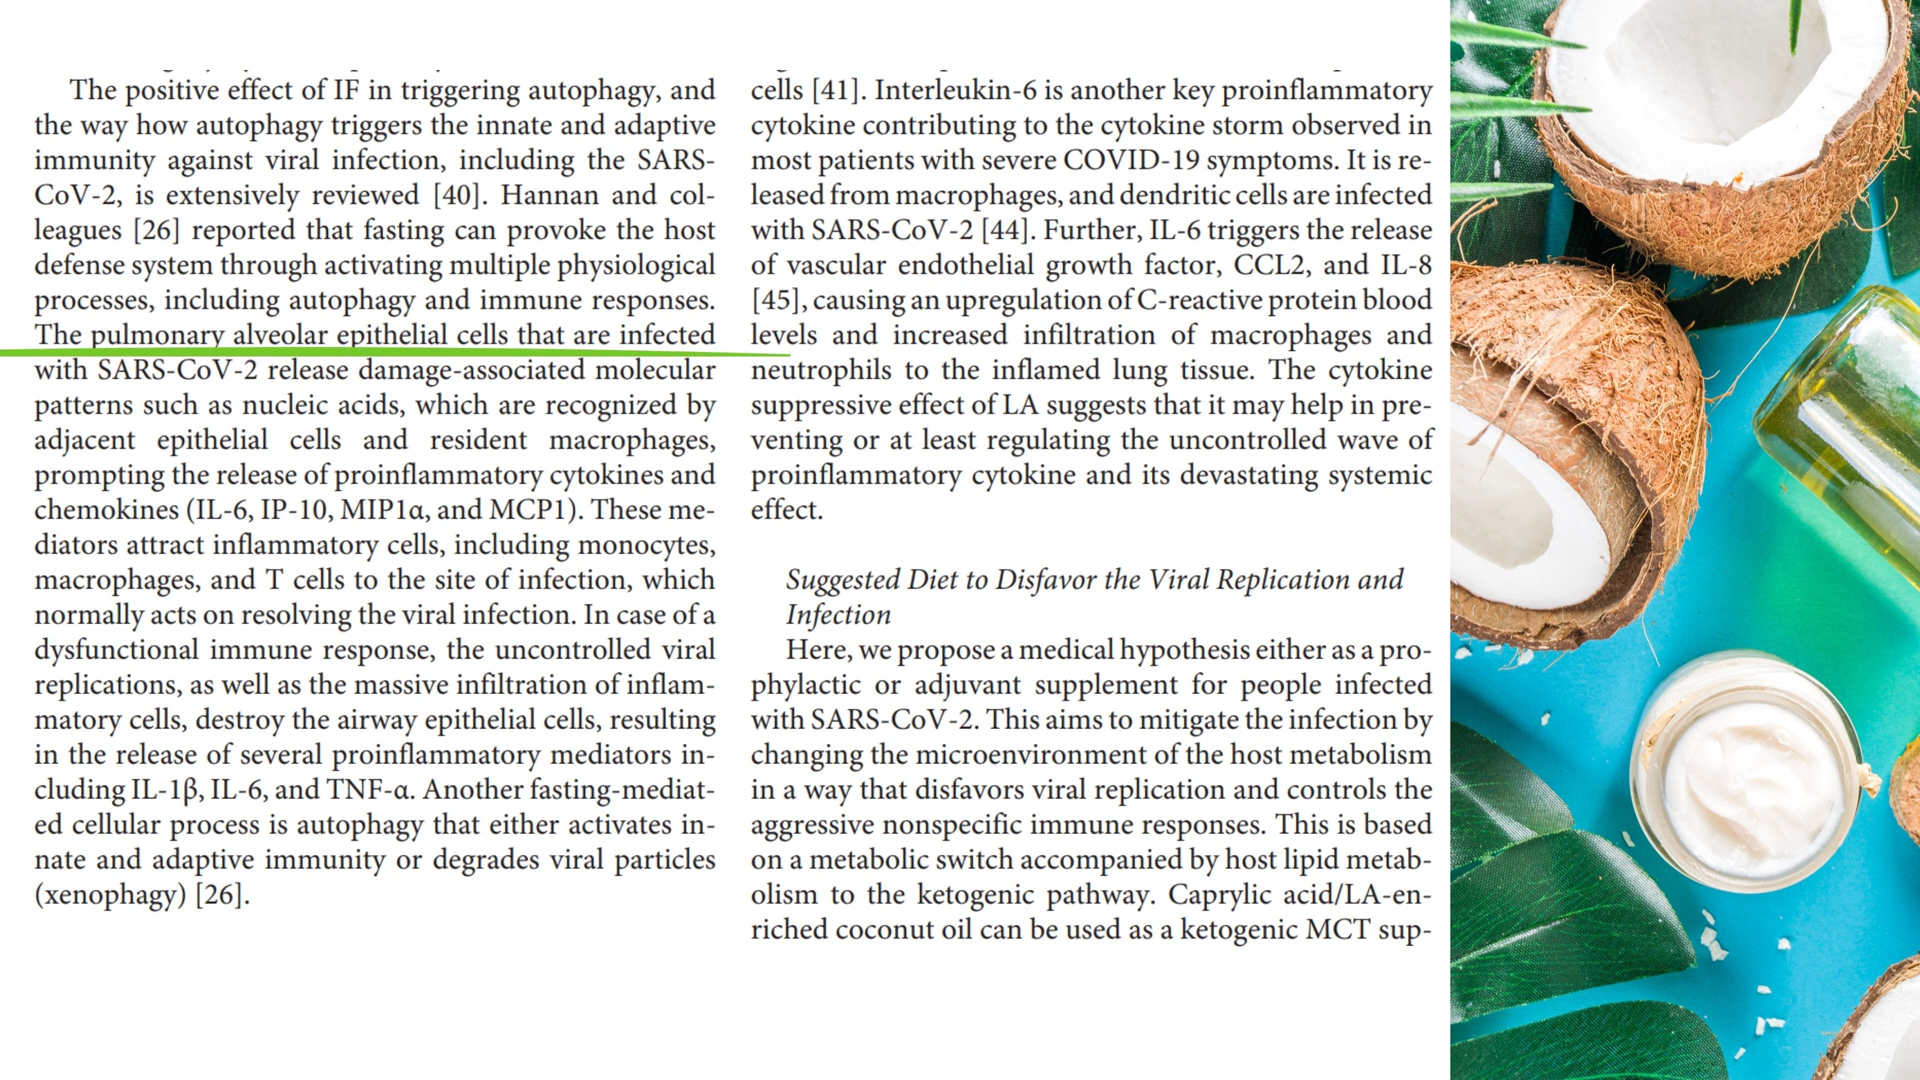 The positive effect of IF in triggering autophagy, and
the way how autophagy triggers the innate and adaptive
immunity against viral infection, including the SARS-
CoV-2, is extensively reviewed [40]. Hannan and col-
leagues [26] reported that fasting can provoke the host
defense system through activating multiple physiological
processes, including autophagy and immune responses.
The pulmonary alveolar epithelial cells that are infected
with SARS-CoV-2 release damage-associated molecular
patterns such as nucleic acids, which are recognized by
adjacent epithelial cells and resident macrophages,
prompting the release of proinflammatory cytokines and
chemokines (IL-6, IP-10, MIP1α, and MCP1). These me-
diators attract inflammatory cells, including monocytes,
macrophages, and T cells to the site of infection, which
normally acts on resolving the viral infection. In case of a
dysfunctional immune response, the uncontrolled viral
replications, as well as the massive infiltration of inflam-
matory cells, destroy the airway epithelial cells, resulting
in the release of several proinflammatory mediators in-
cluding IL-1β, IL-6, and TNF-α. Another fasting-mediat-
ed cellular process is autophagy that either activates in-
nate and adaptive immunity or degrades viral particles
(xenophagy) [26].
cells [41]. Interleukin-6 is another key proinflammatory
cytokine contributing to the cytokine storm observed in
most patients with severe COVID-19 symptoms. It is re-
leased from macrophages, and dendritic cells are infected
with SARS-CoV-2 [44]. Further, IL-6 triggers the release
of vascular endothelial growth factor, CCL2, and IL-8
[45], causing an upregulation of C-reactive protein blood
levels and increased infiltration of macrophages and
neutrophils to the inflamed lung tissue. The cytokine
suppressive effect of LA suggests that it may help in pre-
venting or at least regulating the uncontrolled wave of
proinflammatory cytokine and its devastating systemic
effect.
Suggested Diet to Disfavor the Viral Replication and
Infection
Here, we propose a medical hypothesis either as a pro-
phylactic or adjuvant supplement for people infected
with SARS-CoV-2. This aims to mitigate the infection by
changing the microenvironment of the host metabolism
in a way that disfavors viral replication and controls the
aggressive nonspecific immune responses. This is based
on a metabolic switch accompanied by host lipid metab-
olism to the ketogenic pathway. Caprylic acid/LA-en-
riched coconut oil can be used as a ketogenic MCT sup-